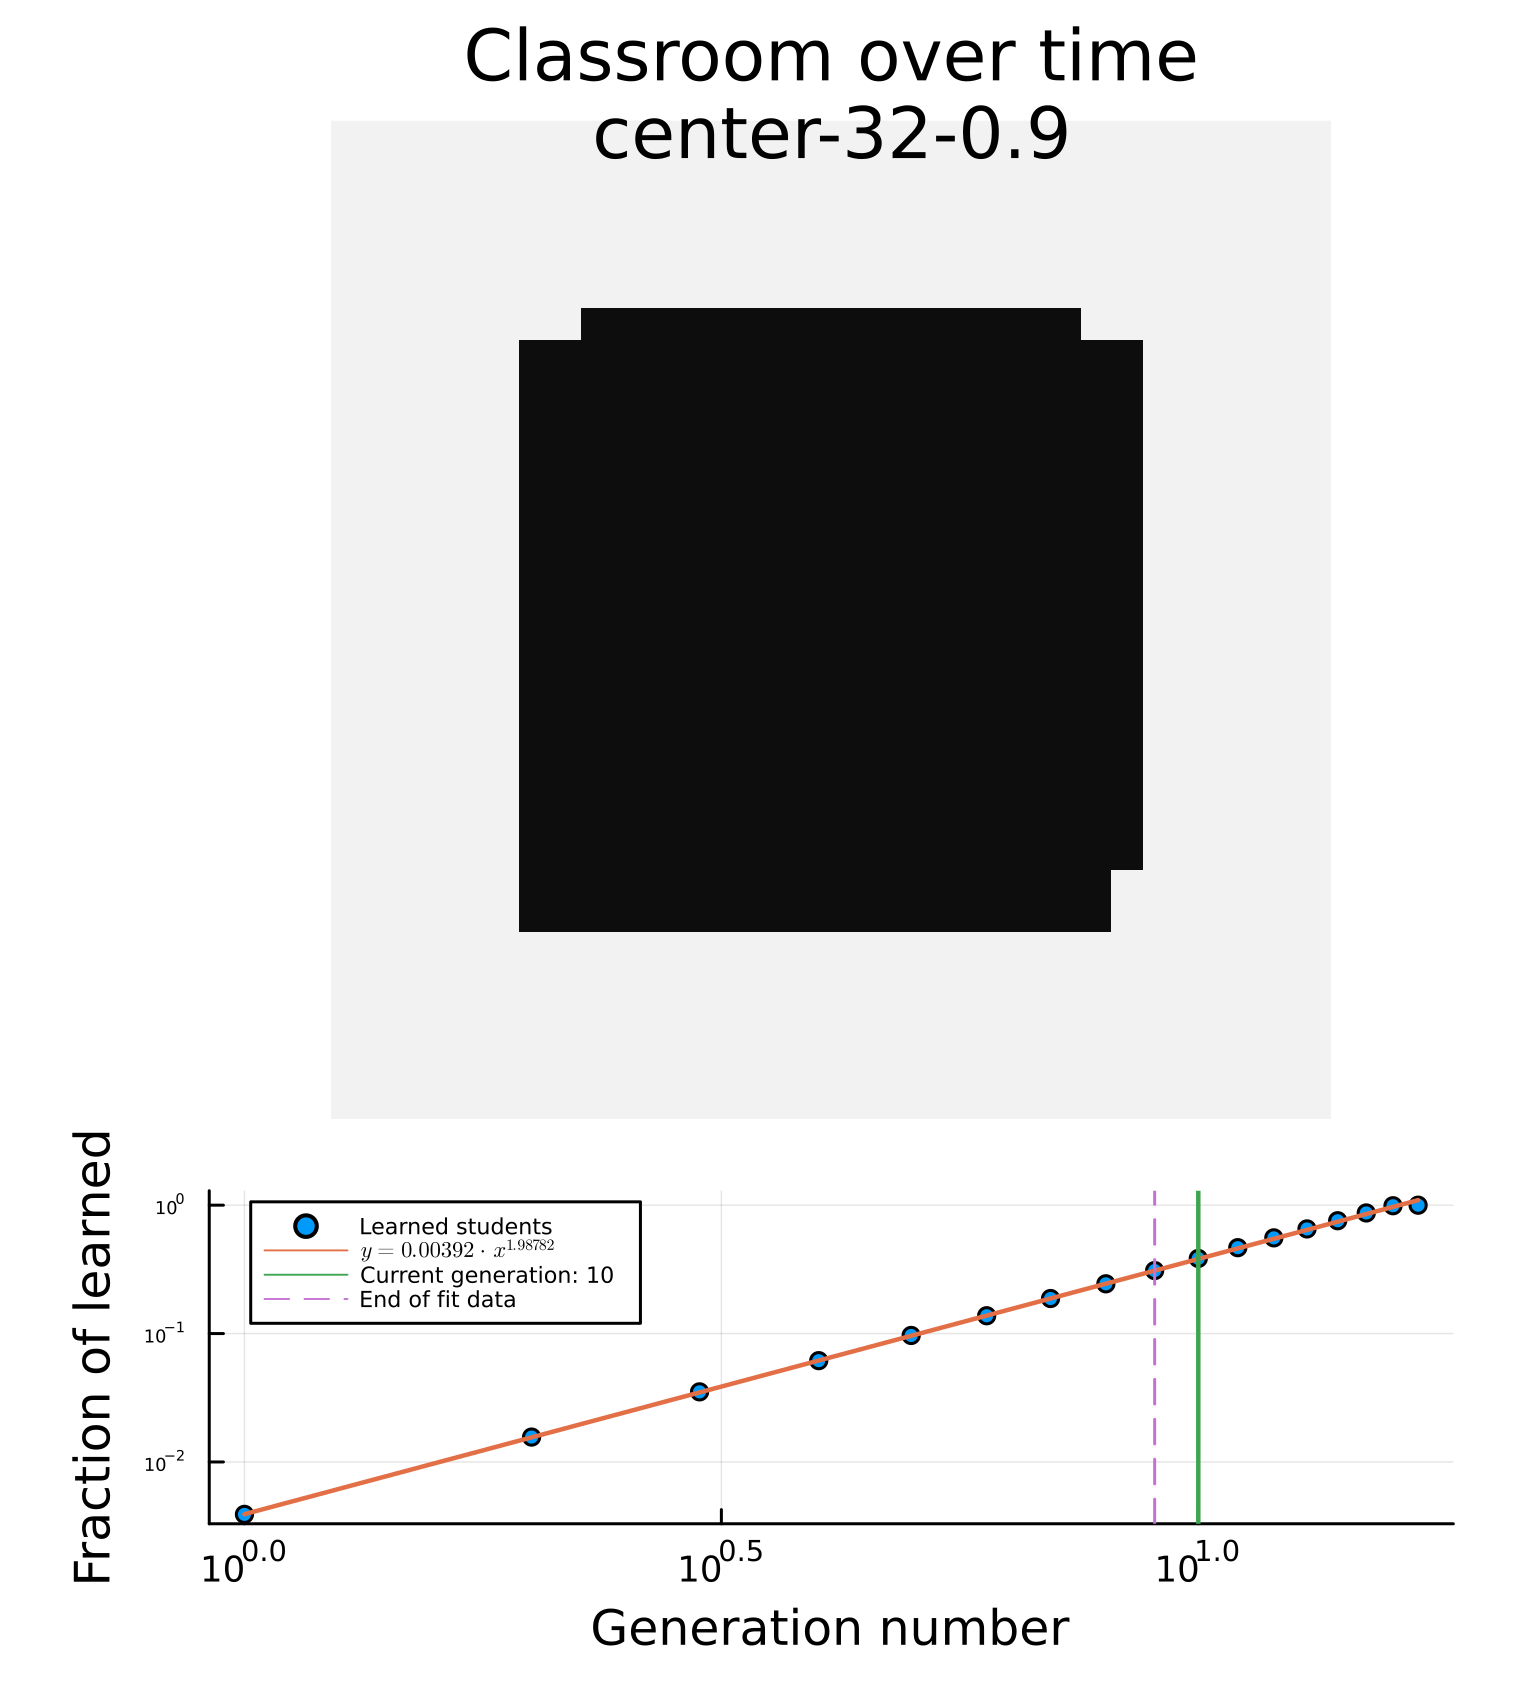 Classroom over time
center-32-0.9
Fraction of learned
10⁰
10⁻¹
10⁻²
Learned students
y = 0.00392 · x^1.98782
Current generation: 10
End of fit data
10^0.0
10^0.5
10^1.0
Generation number